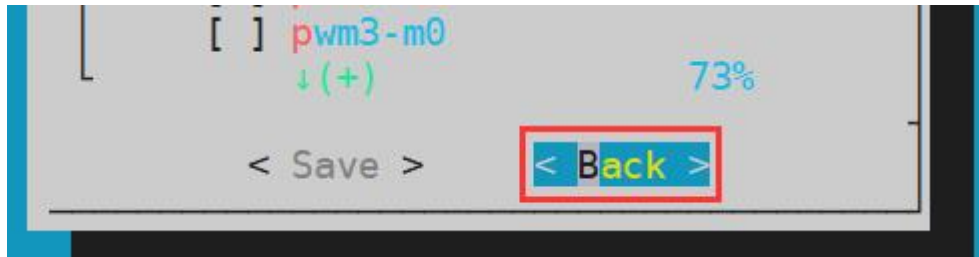 [ ] pwm3-m0
↓(+) 73%
< Save > < Back >